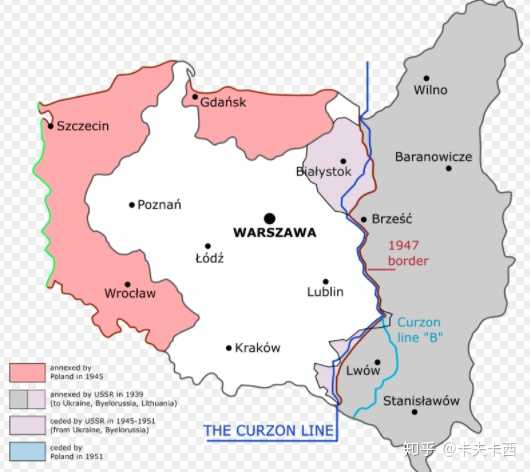 Wilno
Gdańsk
Szczecin
Baranowicze
Białystok
Poznań
Brześć
WARSZAWA
1947
border
Łódź
Wrocław
Lublin
Curzon
line "B"
Kraków
Lwów
annexed by
Poland in 1945
annexed by USSR in 1939
(to Ukraine, Byelorussia, Lithuania)
ceded by USSR in 1945-1951
(from Ukraine, Byelorussia)
ceded by
Poland in 1951
Stanisławów
THE CURZON LINE
知乎 @卡夫卡西